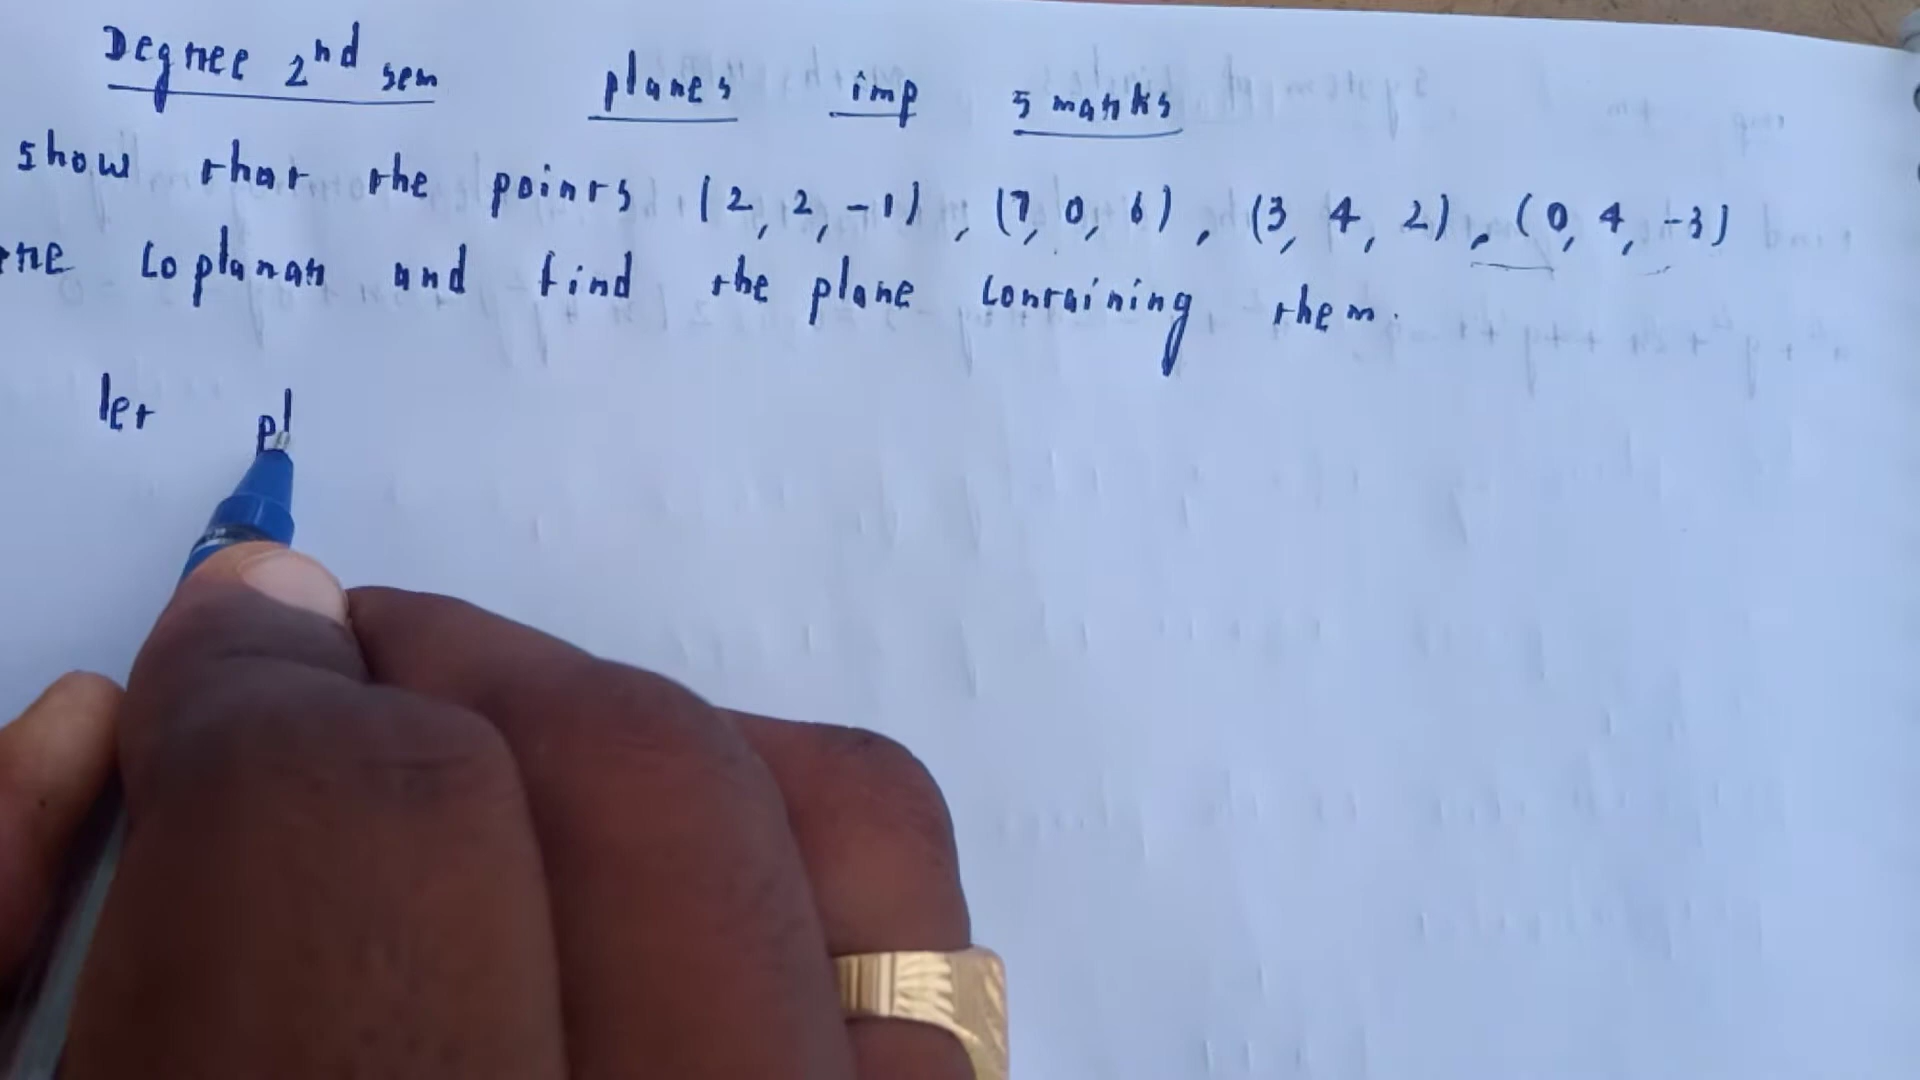 Degree 2nd sem planes imp 5 marks
show that the points (2, 2, -1), (7, 0, 6), (3, 4, 2), (0, 4, -3)
are coplanar and find the plane containing them.
let pl